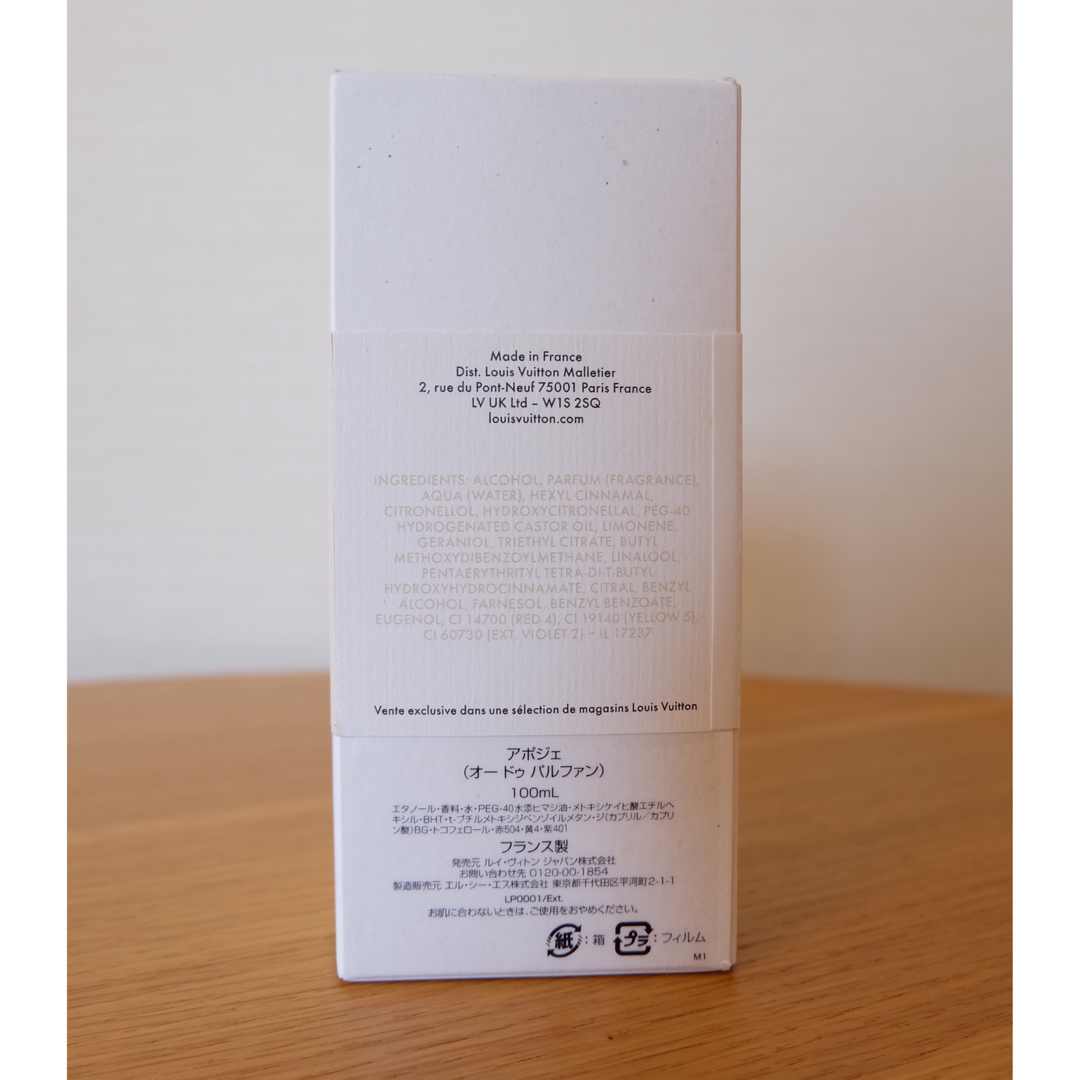 Made in France
Dist. Louis Vuitton Malletier
2, rue du Pont-Neuf 75001 Paris France
LV UK Ltd – W1S 2SQ
louisvuitton.com
INGREDIENTS: ALCOHOL, PARFUM (FRAGRANCE),
AQUA (WATER), HEXYL CINNAMAL,
CITRONELLOL, HYDROXYCITRONELLAL, PEG-40
HYDROGENATED CASTOR OIL, LIMONENE,
GERANIOL, TRIETHYL CITRATE, BUTYL
METHOXYDIBENZOYLMETHANE, LINALOOL,
PENTAERYTHRITYL TETRA-DI-T-BUTYL
HYDROXYHYDROCINNAMATE, CITRAL, BENZYL
ALCOHOL, FARNESOL, BENZYL BENZOATE,
EUGENOL, CI 14700 (RED 4), CI 19140 (YELLOW 5),
CI 60730 (EXT. VIOLET 2) – IL 17237
Vente exclusive dans une sélection de magasins Louis Vuitton
アポジェ
(オー ドゥ パルファン)
100mL
エタノール・香料・水・PEG-40水添ヒマシ油・メトキシケイヒ酸エチルヘ
キシル・BHT・t-ブチルメトキシジベンゾイルメタン・ジ(カプリル/カプリ
ン酸)BG・トコフェロール・赤504・黄4・紫401
フランス製
発売元 ルイ・ヴィトン ジャパン株式会社
お問い合わせ先 0120-00-1854
製造販売元 エル・シー・エス株式会社 東京都千代田区平河町2-1-1
LP0001/Ext.
お肌に合わないときは、ご使用をおやめください。
紙:箱 プラ:フィルム
M1